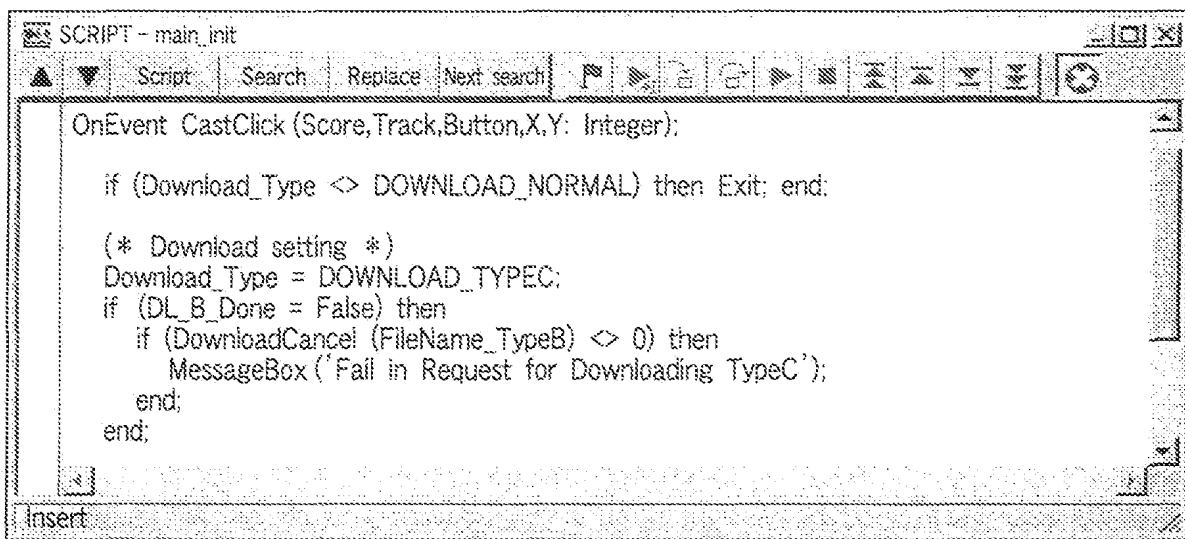 SCRIPT - main_init
Script Search Replace Next search
OnEvent CastClick (Score,Track,Button,X,Y: Integer);
if (Download_Type <> DOWNLOAD_NORMAL) then Exit; end;
(* Download setting *)
Download_Type = DOWNLOAD_TYPEC;
if (DL_B_Done = False) then
if (DownloadCancel (FileName_TypeB) <> 0) then
MessageBox ('Fail in Request for Downloading TypeC');
end;
end;
Insert